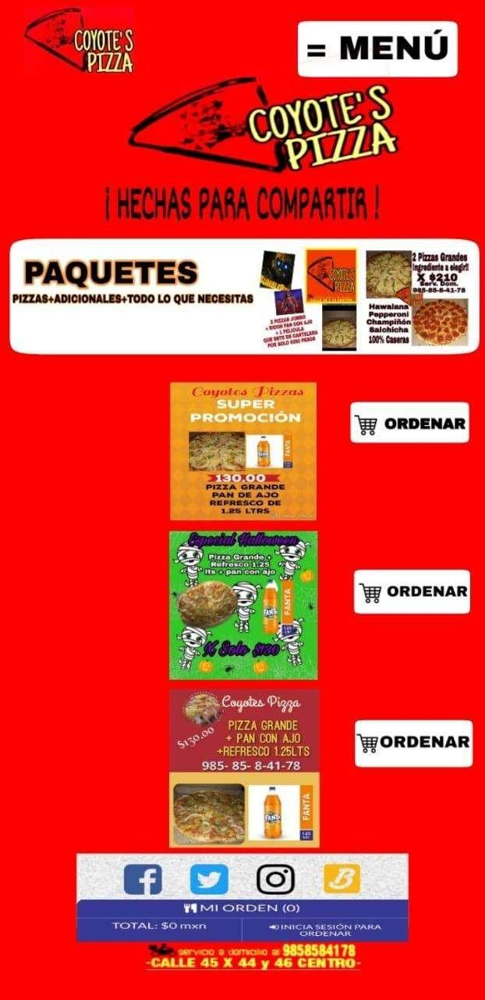 COYOTE'S
PIZZA
= MENÚ
COYOTE'S
PIZZA
¡ HECHAS PARA COMPARTIR !
PAQUETES
PIZZAS+ADICIONALES+TODO LO QUE NECESITAS
COYOTE'S
PIZZA
2 PIZZAS JUMBO
+ 1 PELICULA
QUE ESTE EN CARTELERA
POR SOLO PESOS
2 Pizzas Grandes
Ingrediente a elegir!!
X $210
Serv. Dom.
985-85-8-41-78
Hawaiana
Pepperoni
Champiñón
Salchicha
100% Caseras
Coyotes Pizzas
SUPER
PROMOCIÓN
FANTA
130.00
PIZZA GRANDE
PAN DE AJO
REFRESCO DE
1.25 LTRS
ORDENAR
Especial Halloween
Pizza Grande +
Refresco 1.25
lts + pan con ajo
FANTA
FANTA
X Solo $130
ORDENAR
Coyotes Pizza
$130.00
PIZZA GRANDE
+ PAN CON AJO
+REFRESCO 1.25LTS
985- 85- 8-41-78
FANTA
FANTA
ORDENAR
MI ORDEN (0)
TOTAL: $0 mxn
INICIA SESIÓN PARA
ORDENAR
servicio a domicilio al 9858584178
-CALLE 45 X 44 y 46 CENTRO-